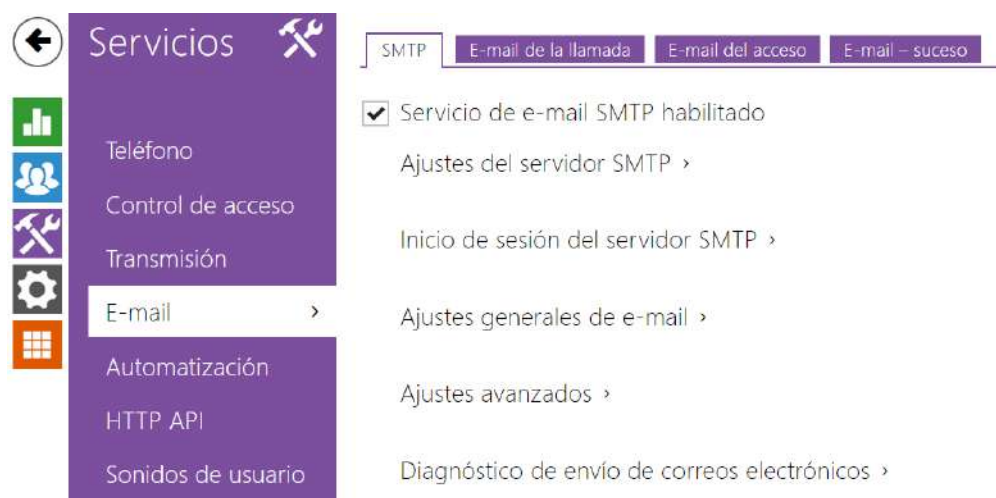 Servicios
SMTP
E-mail de la llamada
E-mail del acceso
E-mail – suceso
Servicio de e-mail SMTP habilitado
Teléfono
Control de acceso
Transmisión
E-mail ›
Automatización
HTTP API
Sonidos de usuario
Ajustes del servidor SMTP ›
Inicio de sesión del servidor SMTP ›
Ajustes generales de e-mail ›
Ajustes avanzados ›
Diagnóstico de envío de correos electrónicos ›